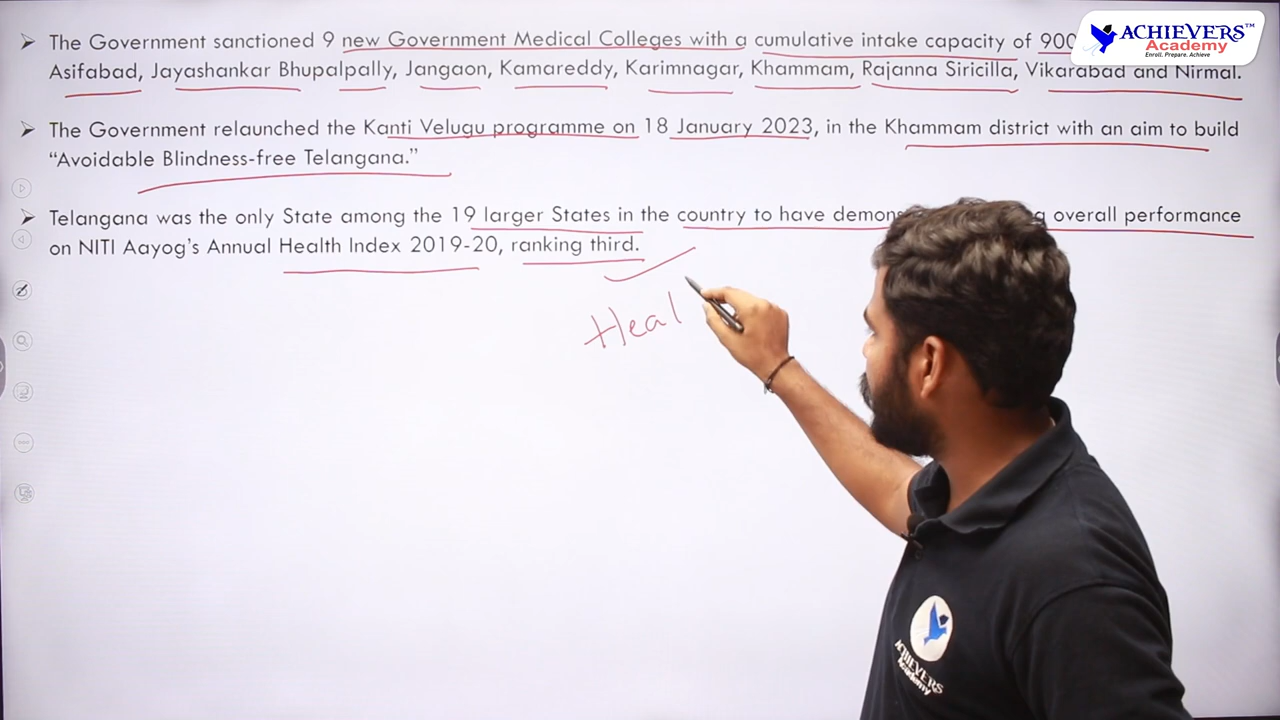 The Government sanctioned 9 new Government Medical Colleges with a cumulative intake capacity of 900
Asifabad, Jayashankar Bhupalpally, Jangaon, Kamareddy, Karimnagar, Khammam, Rajanna Siricilla, Vikarabad and Nirmal.
The Government relaunched the Kanti Velugu programme on 18 January 2023, in the Khammam district with an aim to build
“Avoidable Blindness-free Telangana.”
Telangana was the only State among the 19 larger States in the country to have demons overall performance
on NITI Aayog’s Annual Health Index 2019-20, ranking third.
Heal
ACHIEVERS™
Academy
Enroll. Prepare. Achieve
ACHIEVERS
Academy